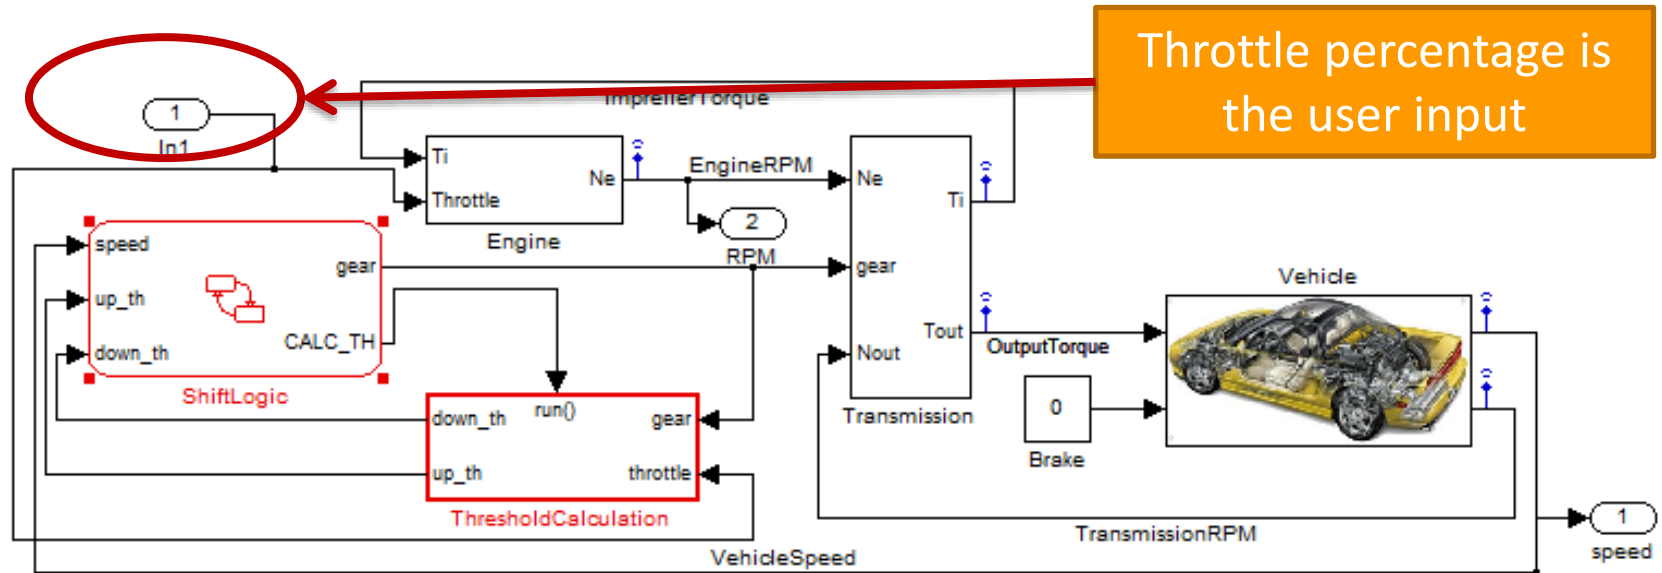 Throttle percentage is
the user input
1
In1
ImprellerTorque
Ti
Throttle
Ne
Engine
EngineRPM
2
RPM
Ne
gear
Nout
Ti
Tout
Transmission
speed
up_th
down_th
gear
CALC_TH
ShiftLogic
down_th
up_th
run()
gear
throttle
ThresholdCalculation
OutputTorque
0
Brake
Vehicle
TransmissionRPM
VehicleSpeed
1
speed